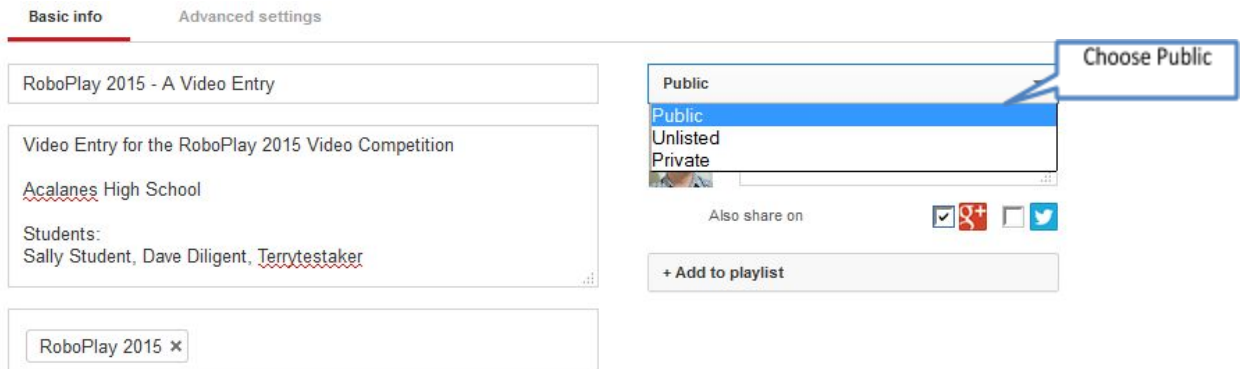 Basic info
Advanced settings
RoboPlay 2015 - A Video Entry
Video Entry for the RoboPlay 2015 Video Competition
Acalanes High School
Students:
Sally Student, Dave Diligent, Terrytestaker
RoboPlay 2015 ×
Choose Public
Public
Public
Unlisted
Private
Also share on
g+
+ Add to playlist